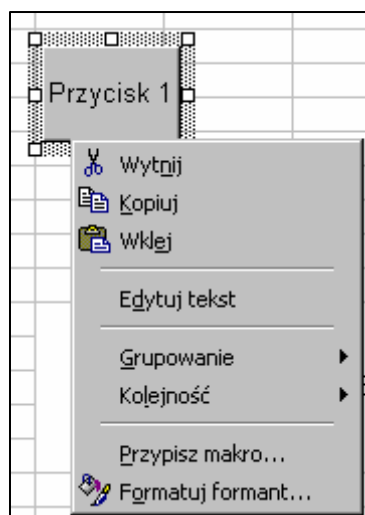 Przycisk 1
Wytnij
Kopiuj
Wklej
Edytuj tekst
Grupowanie
Kolejność
Przypisz makro...
Formatuj formant...